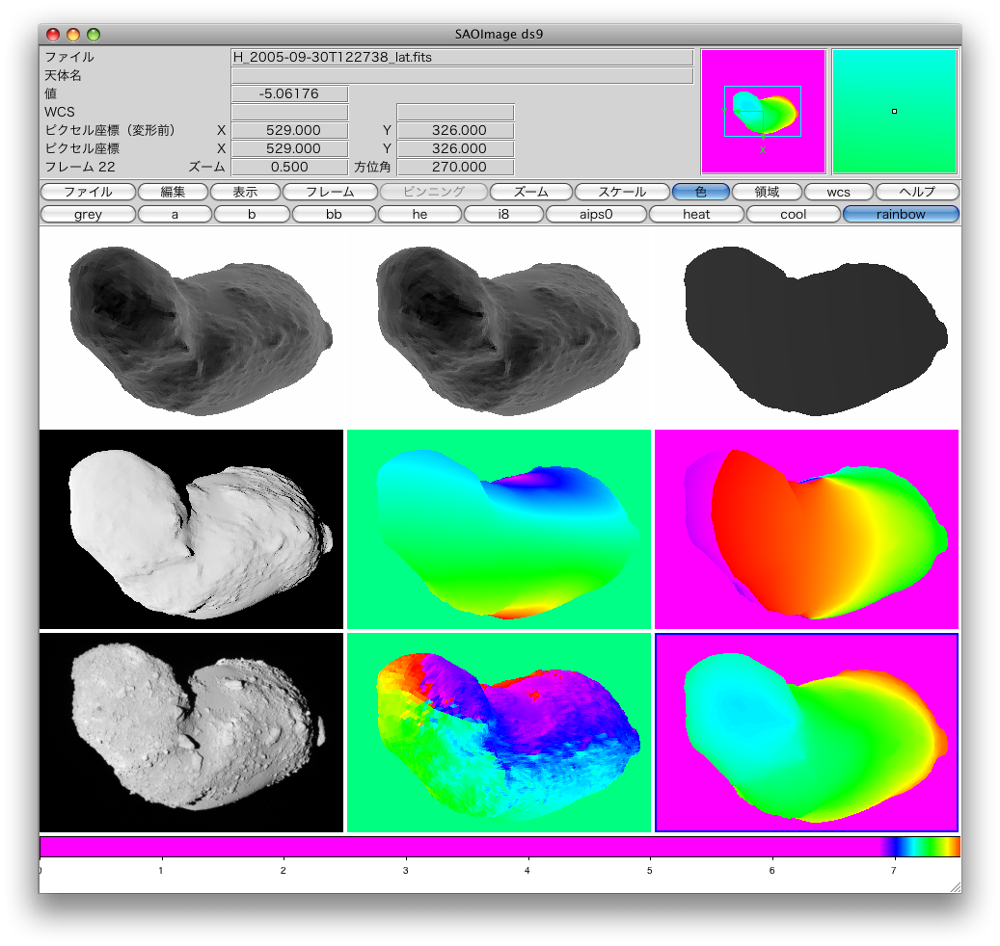 SAOImage ds9
ファイル H_2005-09-30T122738_lat.fits
天体名
値 -5.06176
WCS
ピクセル座標（変形前） X 529.000 Y 326.000
ピクセル座標 X 529.000 Y 326.000
フレーム 22 ズーム 0.500 方位角 270.000
Y
X
ファイル 編集 表示 フレーム ビンニング ズーム スケール 色 領域 wcs ヘルプ
grey a b bb he i8 aips0 heat cool rainbow
0 1 2 3 4 5 6 7